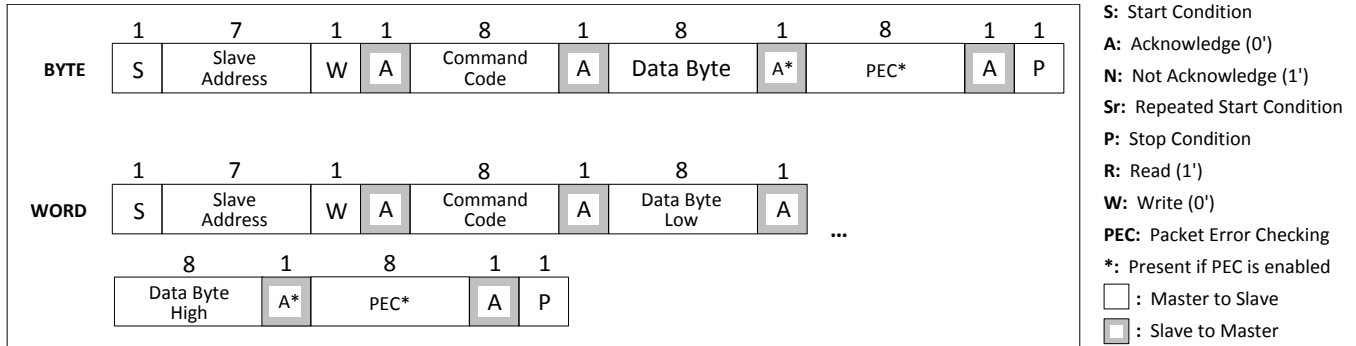 1 7 1 1 8 1 8 1 8 1 1
BYTE S Slave Address W A Command Code A Data Byte A* PEC* A P
1 7 1 8 1 8 1
WORD S Slave Address W A Command Code A Data Byte Low A ...
8 1 8 1 1
Data Byte High A* PEC* A P
S: Start Condition
A: Acknowledge (0')
N: Not Acknowledge (1')
Sr: Repeated Start Condition
P: Stop Condition
R: Read (1')
W: Write (0')
PEC: Packet Error Checking
*: Present if PEC is enabled
: Master to Slave
: Slave to Master